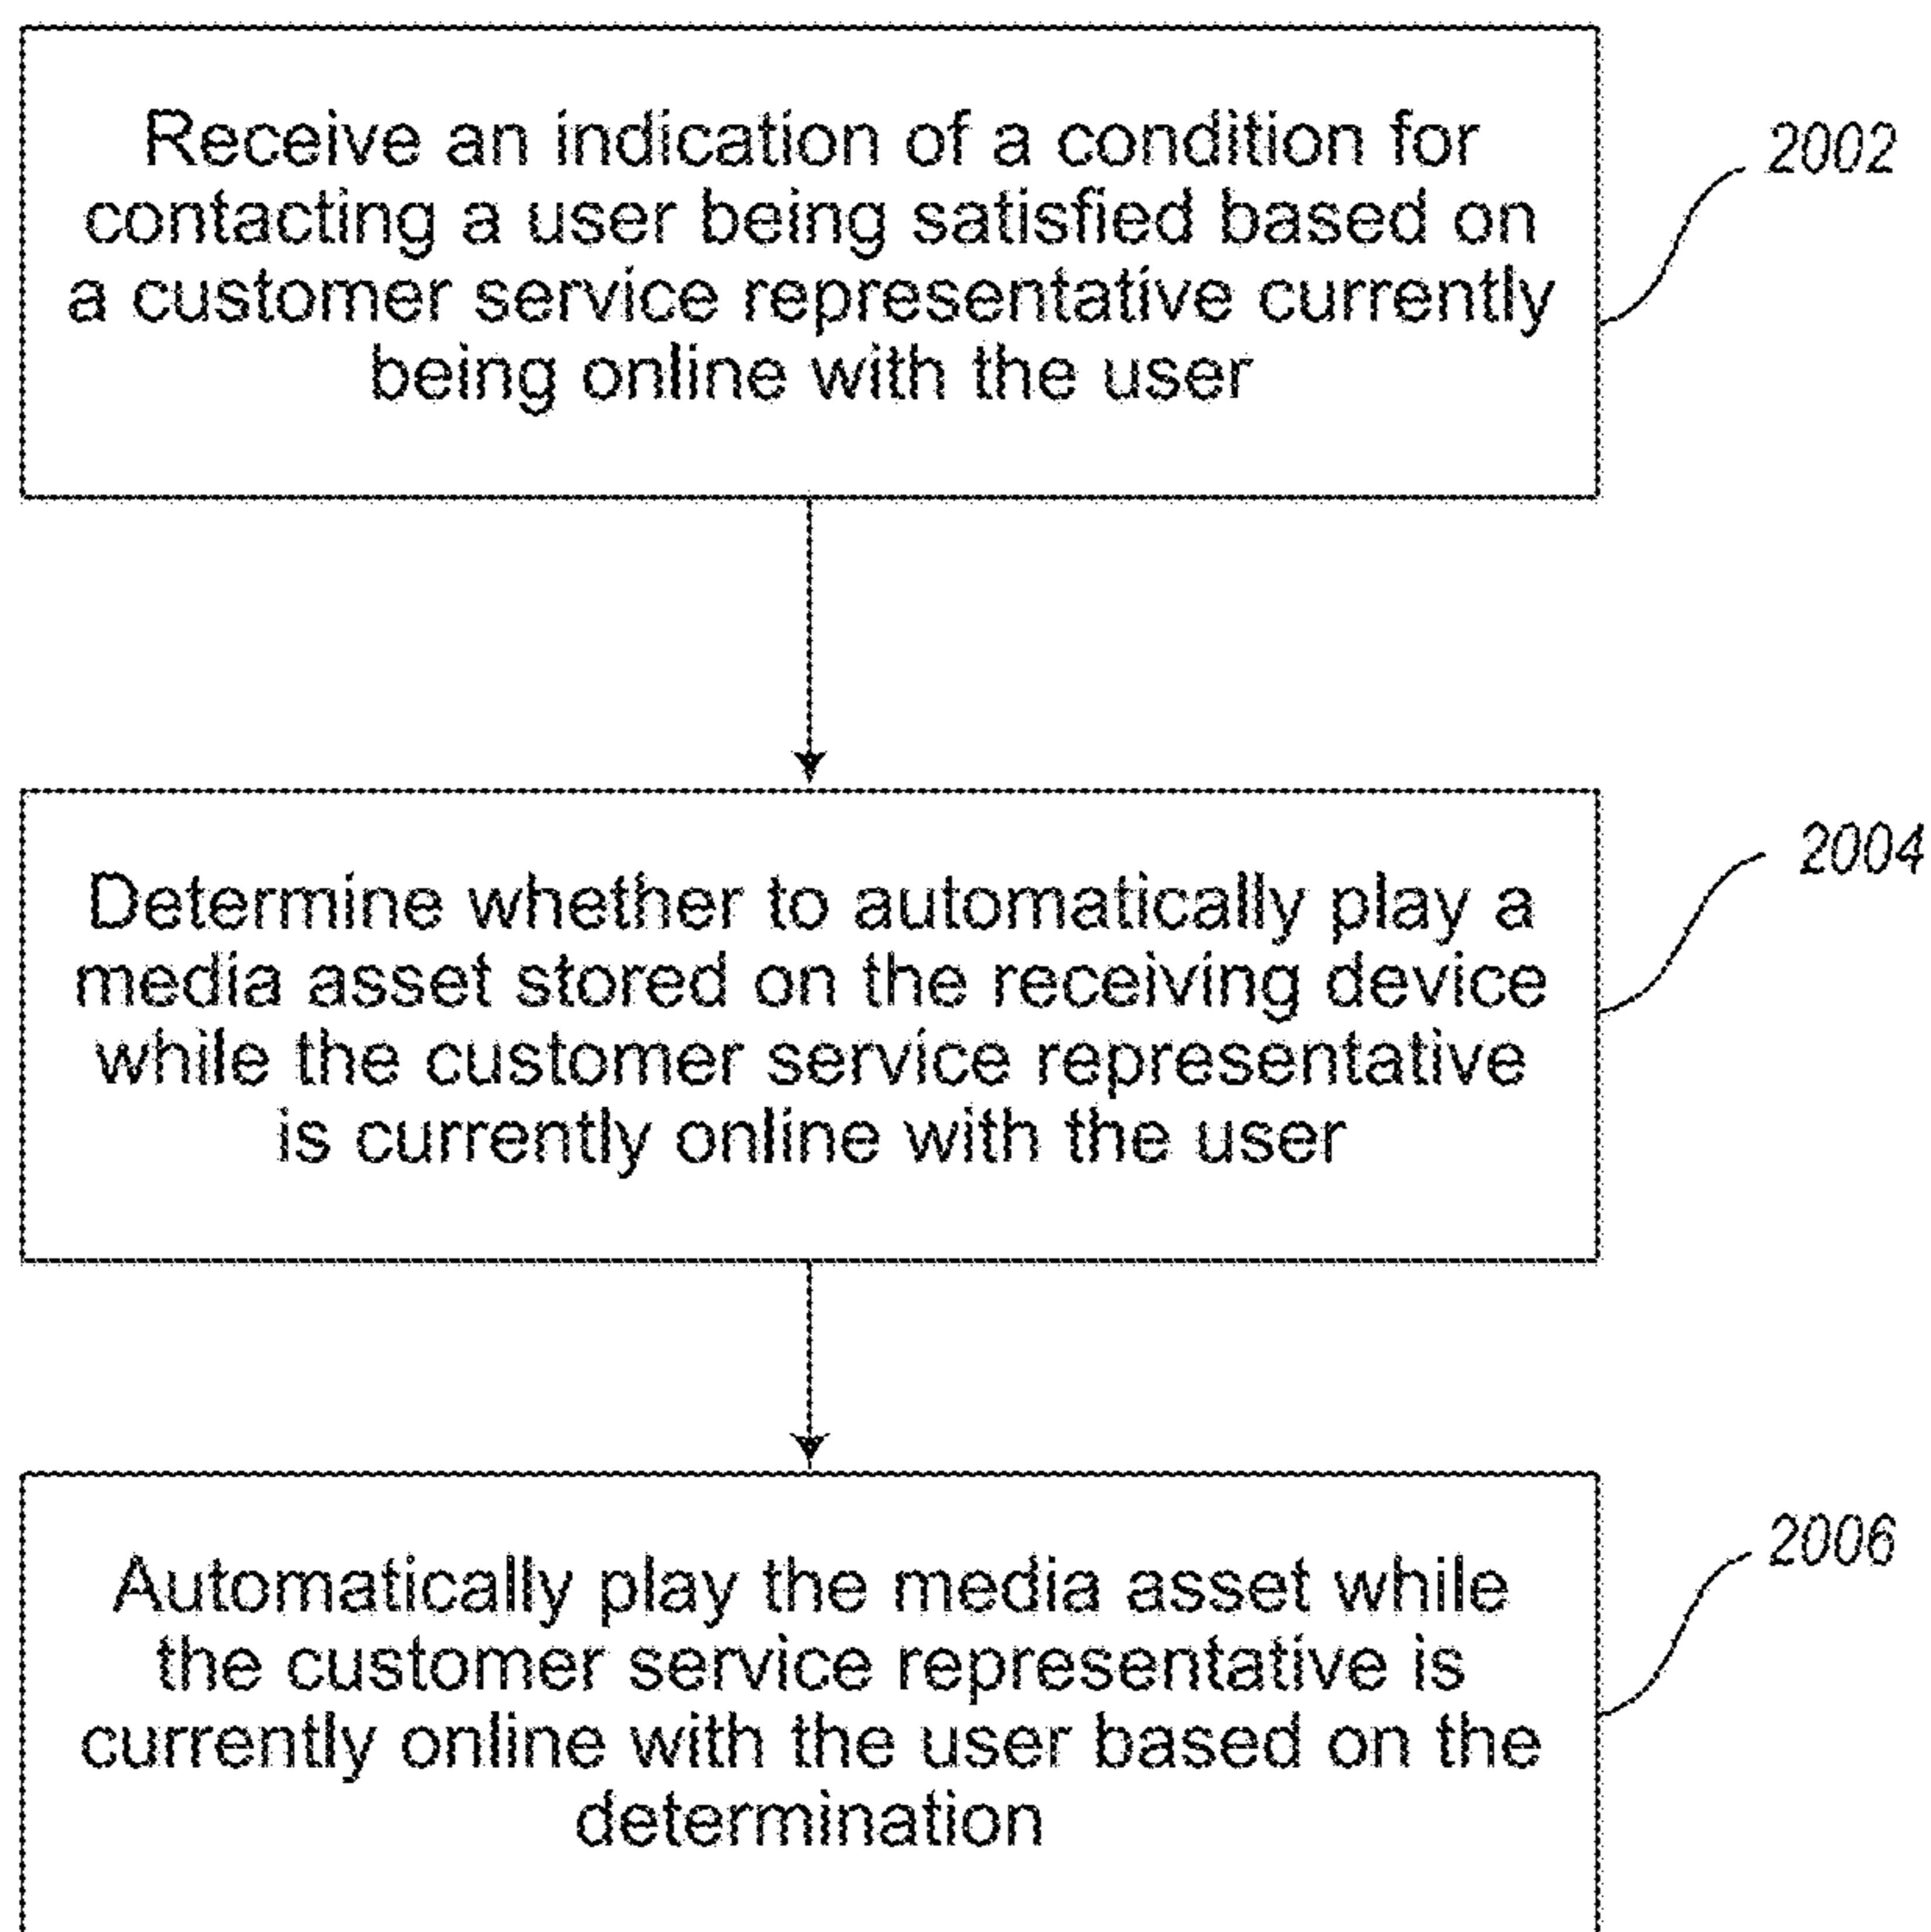 Receive an indication of a condition for
contacting a user being satisfied based on
a customer service representative currently
being online with the user
2002
Determine whether to automatically play a
media asset stored on the receiving device
while the customer service representative
is currently online with the user
2004
Automatically play the media asset while
the customer service representative is
currently online with the user based on the
determination
2006